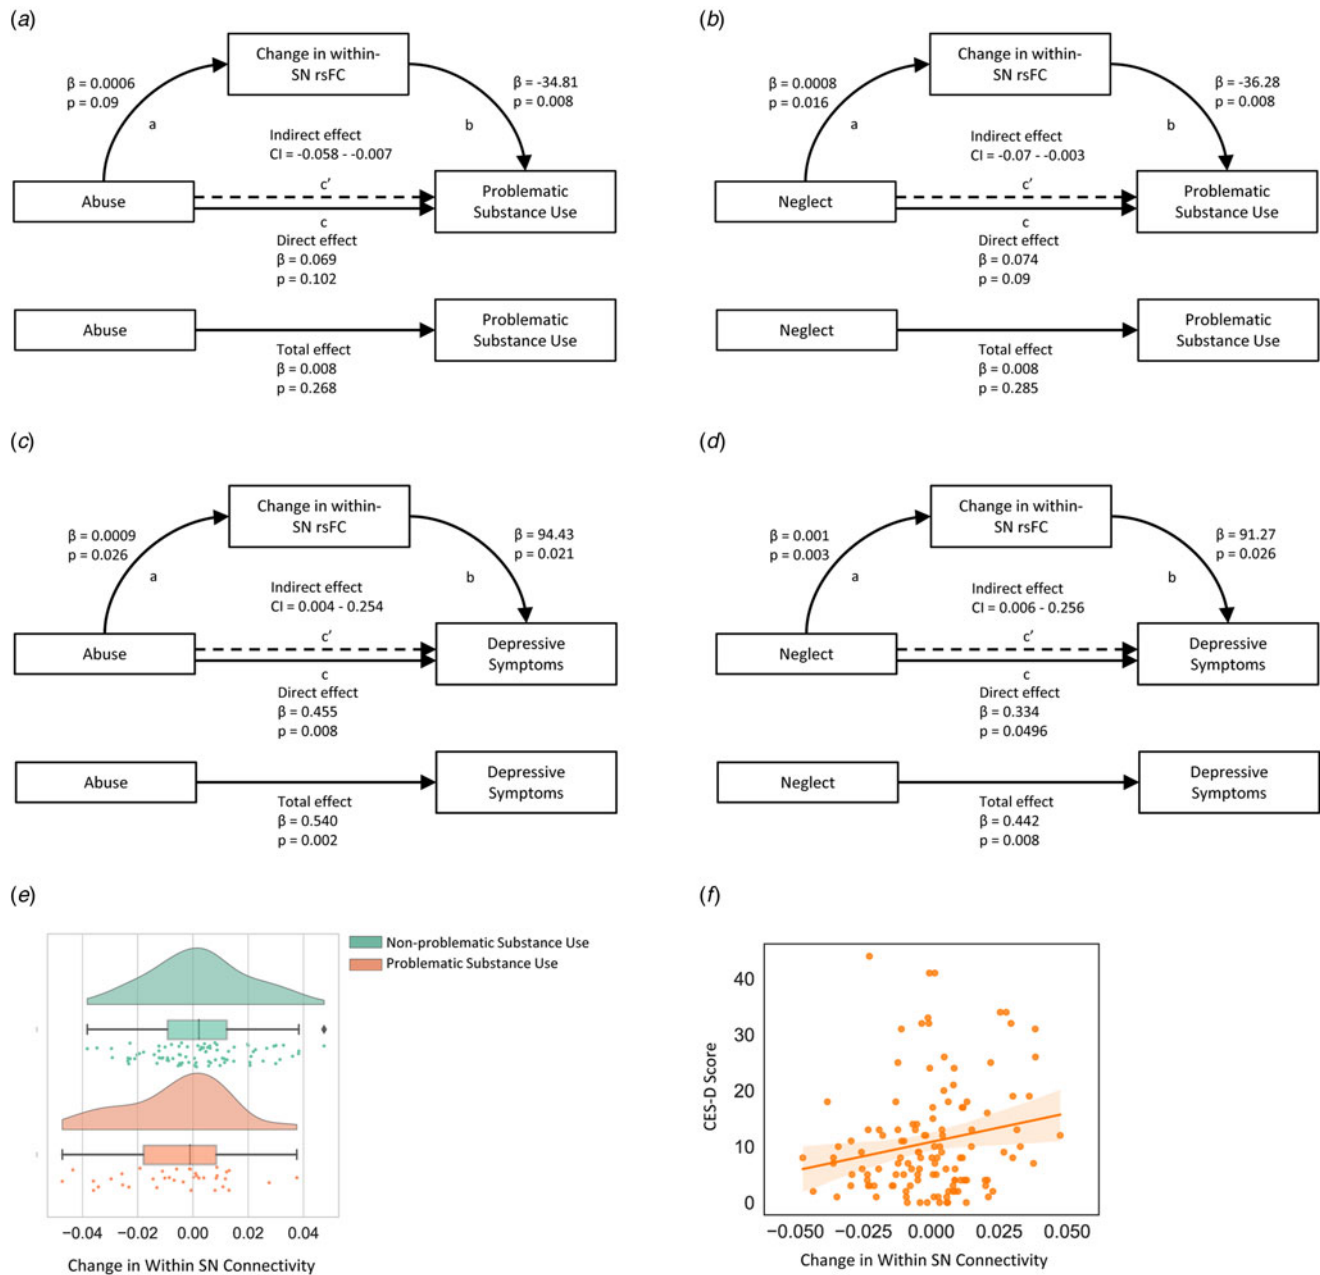 (a)
Change in within-
SN rsFC
β = 0.0006
p = 0.09
β = -34.81
p = 0.008
a
b
Indirect effect
CI = -0.058 - -0.007
Abuse
c'
c
Problematic
Substance Use
Direct effect
β = 0.069
p = 0.102
Abuse
Problematic
Substance Use
Total effect
β = 0.008
p = 0.268
(b)
Change in within-
SN rsFC
β = 0.0008
p = 0.016
β = -36.28
p = 0.008
a
b
Indirect effect
CI = -0.07 - -0.003
Neglect
c'
c
Problematic
Substance Use
Direct effect
β = 0.074
p = 0.09
Neglect
Problematic
Substance Use
Total effect
β = 0.008
p = 0.285
(c)
Change in within-
SN rsFC
β = 0.0009
p = 0.026
β = 94.43
p = 0.021
a
b
Indirect effect
CI = 0.004 - 0.254
Abuse
c'
c
Depressive
Symptoms
Direct effect
β = 0.455
p = 0.008
Abuse
Depressive
Symptoms
Total effect
β = 0.540
p = 0.002
(d)
Change in within-
SN rsFC
β = 0.001
p = 0.003
β = 91.27
p = 0.026
a
b
Indirect effect
CI = 0.006 - 0.256
Neglect
c'
c
Depressive
Symptoms
Direct effect
β = 0.334
p = 0.0496
Neglect
Depressive
Symptoms
Total effect
β = 0.442
p = 0.008
(e)
Non-problematic Substance Use
Problematic Substance Use
−0.04 −0.02 0.00 0.02 0.04
Change in Within SN Connectivity
(f)
CES-D Score
40
30
20
10
0
−0.050 −0.025 0.000 0.025 0.050
Change in Within SN Connectivity